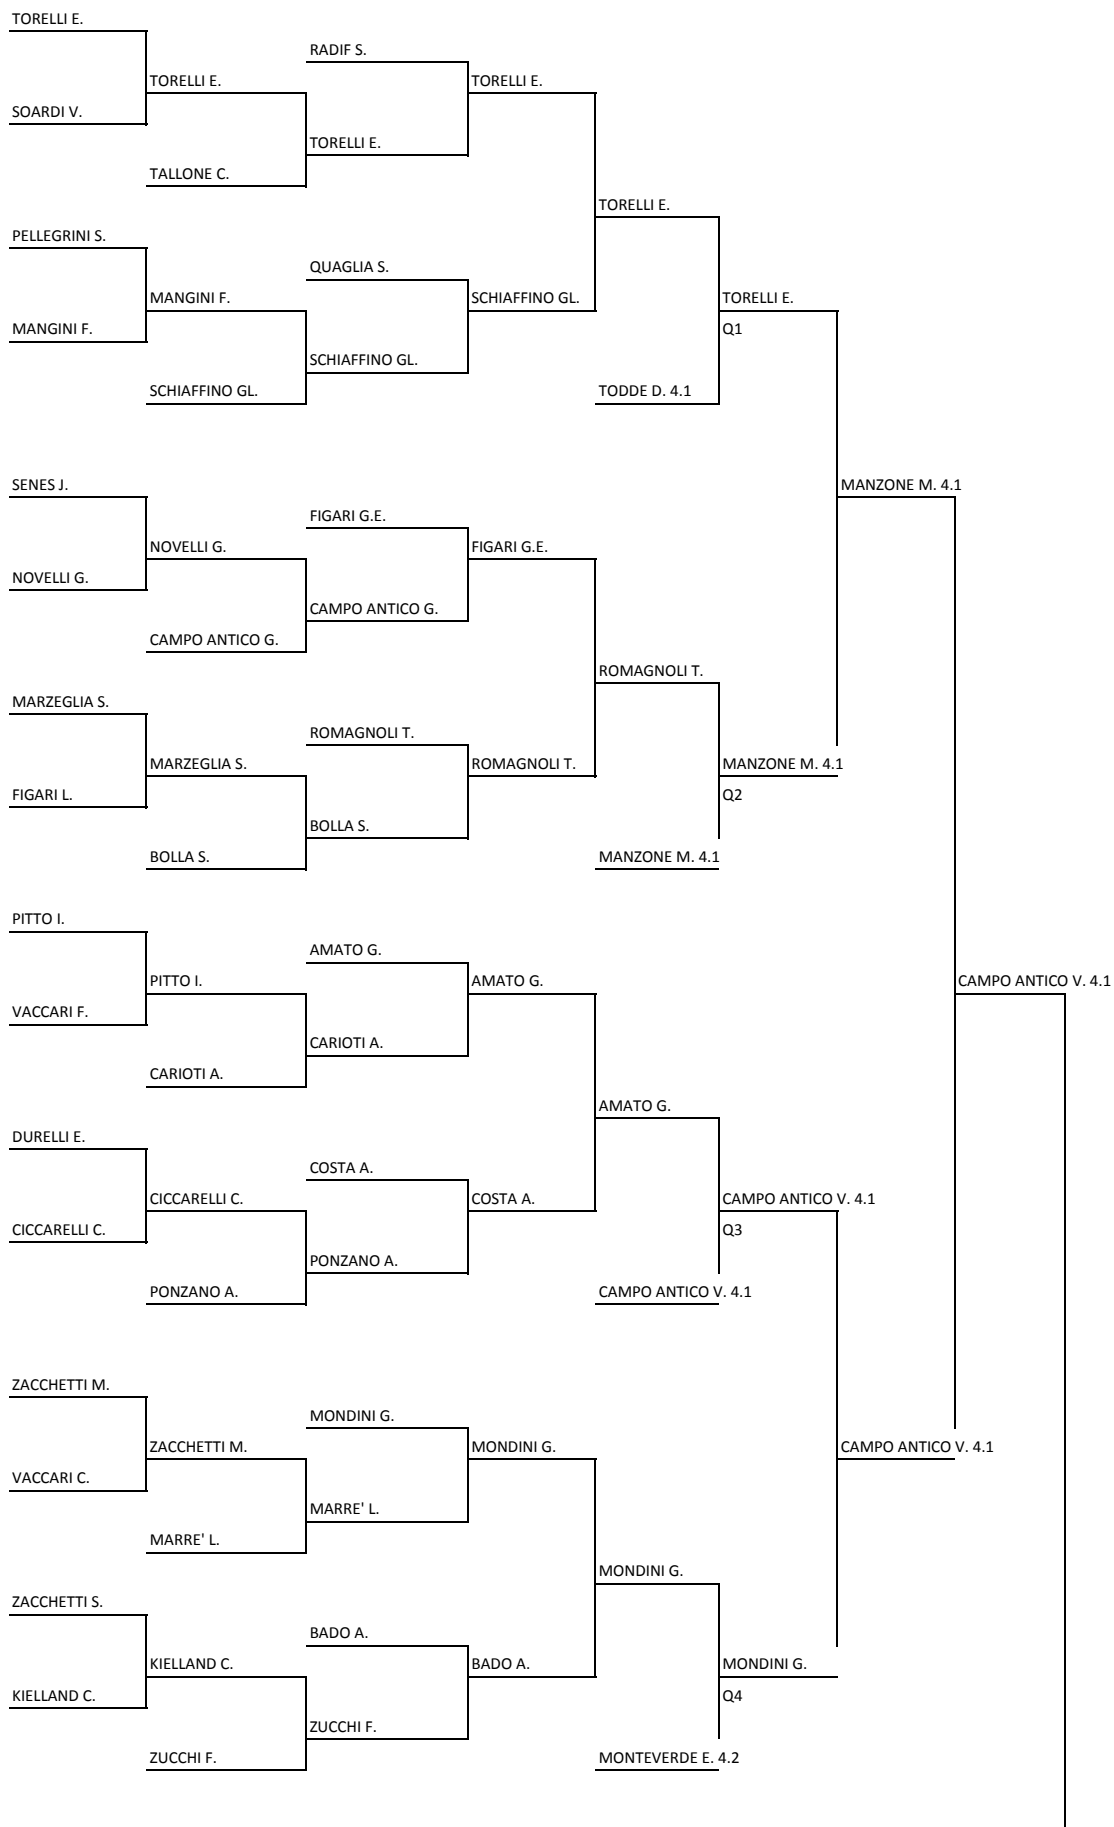 TORELLI E.
RADIF S.
TORELLI E.
TORELLI E.
SOARDI V.
TORELLI E.
TALLONE C.
TORELLI E.
PELLEGRINI S.
QUAGLIA S.
MANGINI F.
SCHIAFFINO GL.
TORELLI E.
MANGINI F.
Q1
SCHIAFFINO GL.
SCHIAFFINO GL.
TODDE D. 4.1
SENES J.
MANZONE M. 4.1
FIGARI G.E.
NOVELLI G.
FIGARI G.E.
NOVELLI G.
CAMPO ANTICO G.
CAMPO ANTICO G.
ROMAGNOLI T.
MARZEGLIA S.
ROMAGNOLI T.
MARZEGLIA S.
ROMAGNOLI T.
MANZONE M. 4.1
FIGARI L.
Q2
BOLLA S.
BOLLA S.
MANZONE M. 4.1
PITTO I.
AMATO G.
PITTO I.
AMATO G.
CAMPO ANTICO V. 4.1
VACCARI F.
CARIOTI A.
CARIOTI A.
AMATO G.
DURELLI E.
COSTA A.
CICCARELLI C.
COSTA A.
CAMPO ANTICO V. 4.1
CICCARELLI C.
Q3
PONZANO A.
PONZANO A.
CAMPO ANTICO V. 4.1
ZACCHETTI M.
MONDINI G.
ZACCHETTI M.
MONDINI G.
CAMPO ANTICO V. 4.1
VACCARI C.
MARRE' L.
MARRE' L.
MONDINI G.
ZACCHETTI S.
BADO A.
KIELLAND C.
BADO A.
MONDINI G.
KIELLAND C.
Q4
ZUCCHI F.
ZUCCHI F.
MONTEVERDE E. 4.2